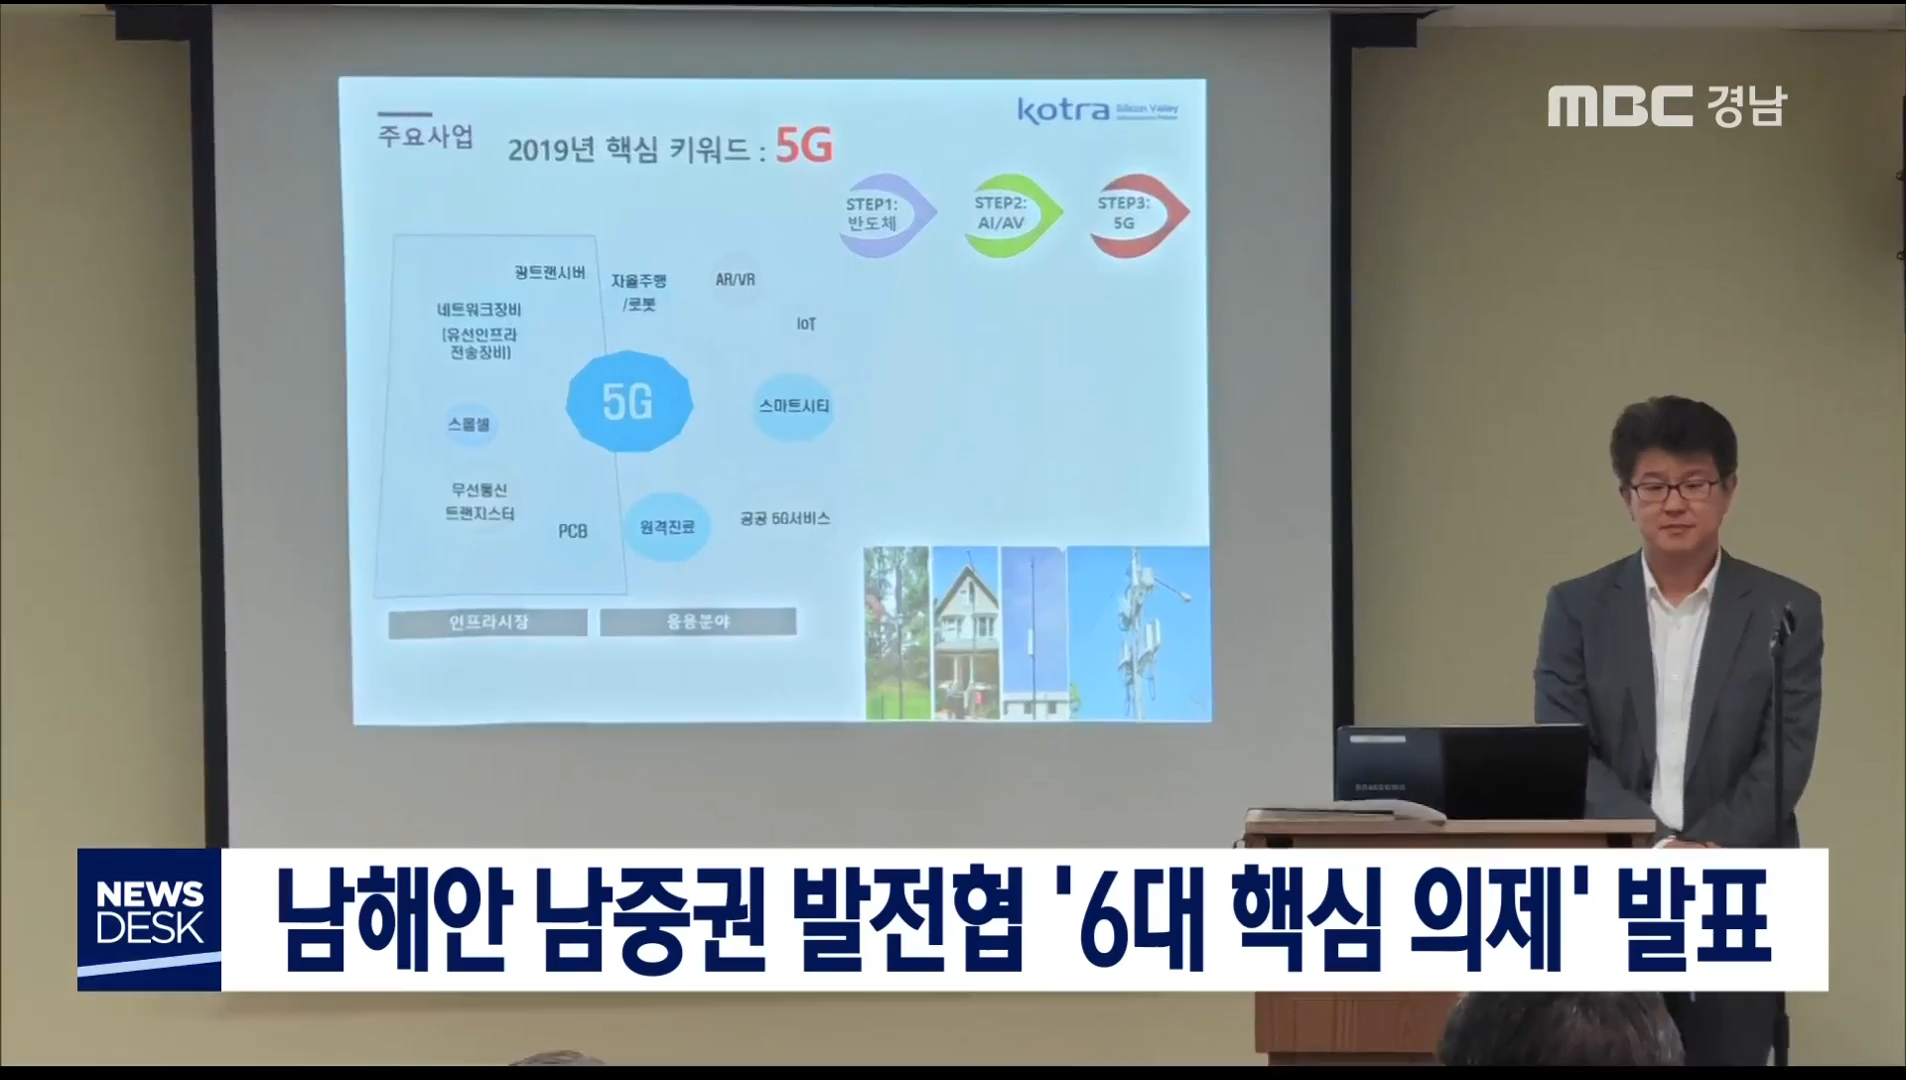 MBC 경남
kotra Silicon Valley
주요사업
2019년 핵심 키워드 : 5G
STEP1:
반도체
STEP2:
AI/AV
STEP3:
5G
광트랜시버
자율주행
/로봇
AR/VR
네트워크장비
(유선인프라
전송장비)
IoT
5G
스마트시티
스몰셀
무선통신
트랜지스터
PCB
원격진료
공공 5G서비스
인프라시장
응용분야
SAMSUNG
NEWS
DESK
남해안 남중권 발전협 '6대 핵심 의제' 발표